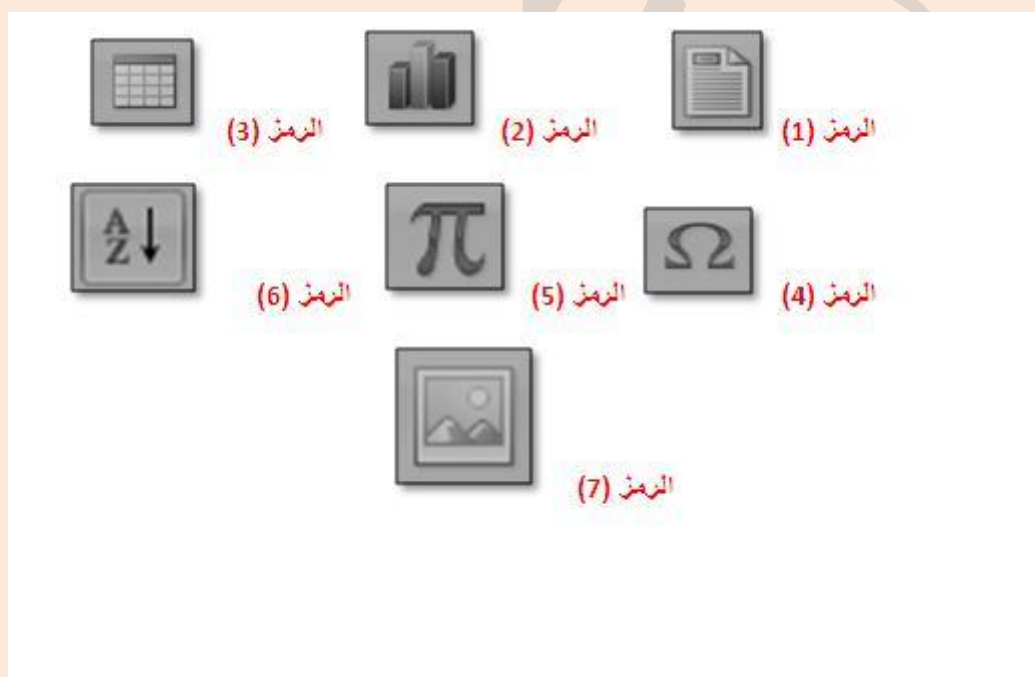 الرمز (1) الرمز (2) الرمز (3)
Ω الرمز (4) π الرمز (5) A Z الرمز (6)
الرمز (7)